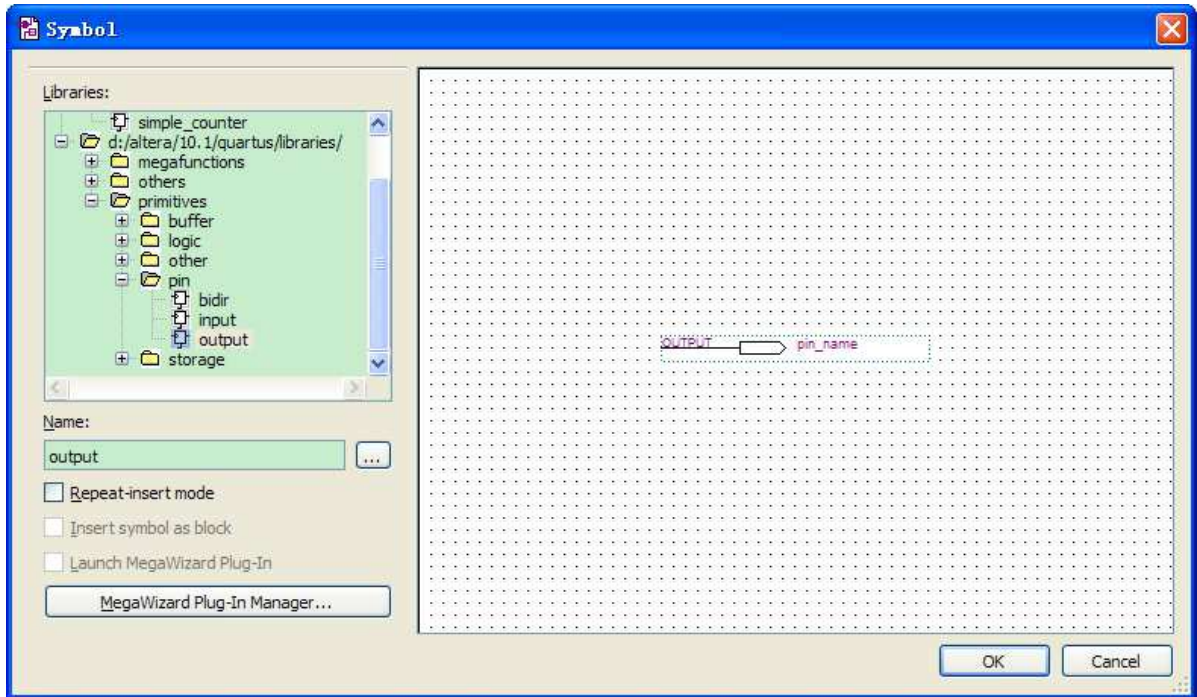 Symbol
Libraries:
simple_counter
d:/altera/10.1/quartus/libraries/
megafunctions
others
primitives
buffer
logic
other
pin
bidir
input
output
storage
Name:
output
...
Repeat-insert mode
Insert symbol as block
Launch MegaWizard Plug-In
MegaWizard Plug-In Manager...
OUTPUT pin_name
OK Cancel